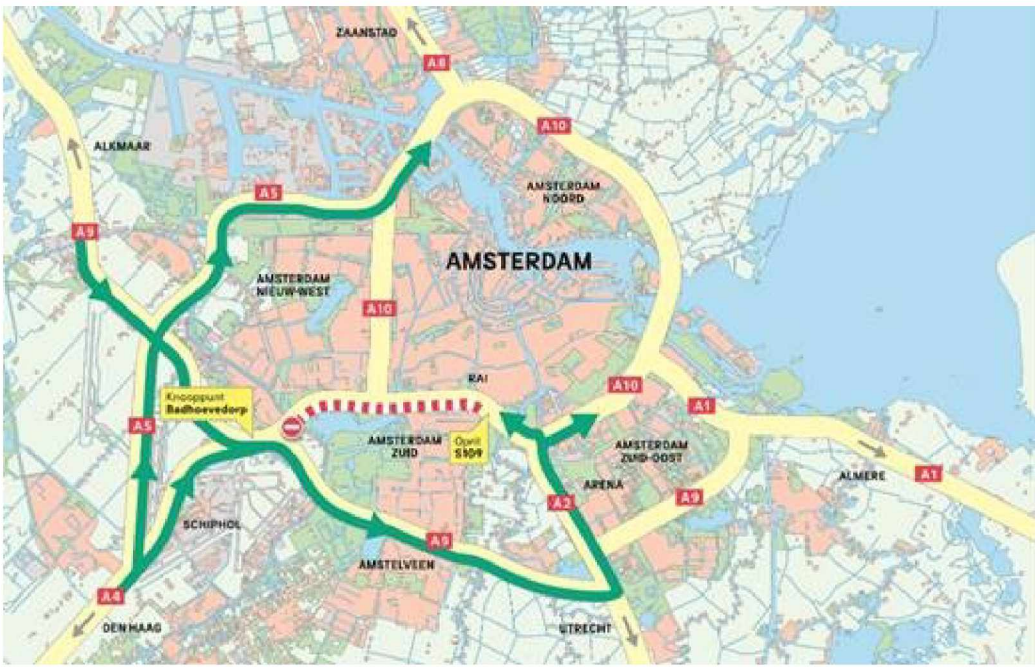 ZAANSTAD
A8
A10
ALKMAAR
A5
AMSTERDAM
NOORD
A9
AMSTERDAM
AMSTERDAM
NIEUW-WEST
A10
RAI
A10
Knooppunt
Badhoevedorp
A1
A5
AMSTERDAM
ZUID
Oprit
S109
AMSTERDAM
ZUID-OOST
ALMERE
A1
ARENA
A9
A2
SCHIPHOL
A9
AMSTELVEEN
A4
DEN HAAG
UTRECHT